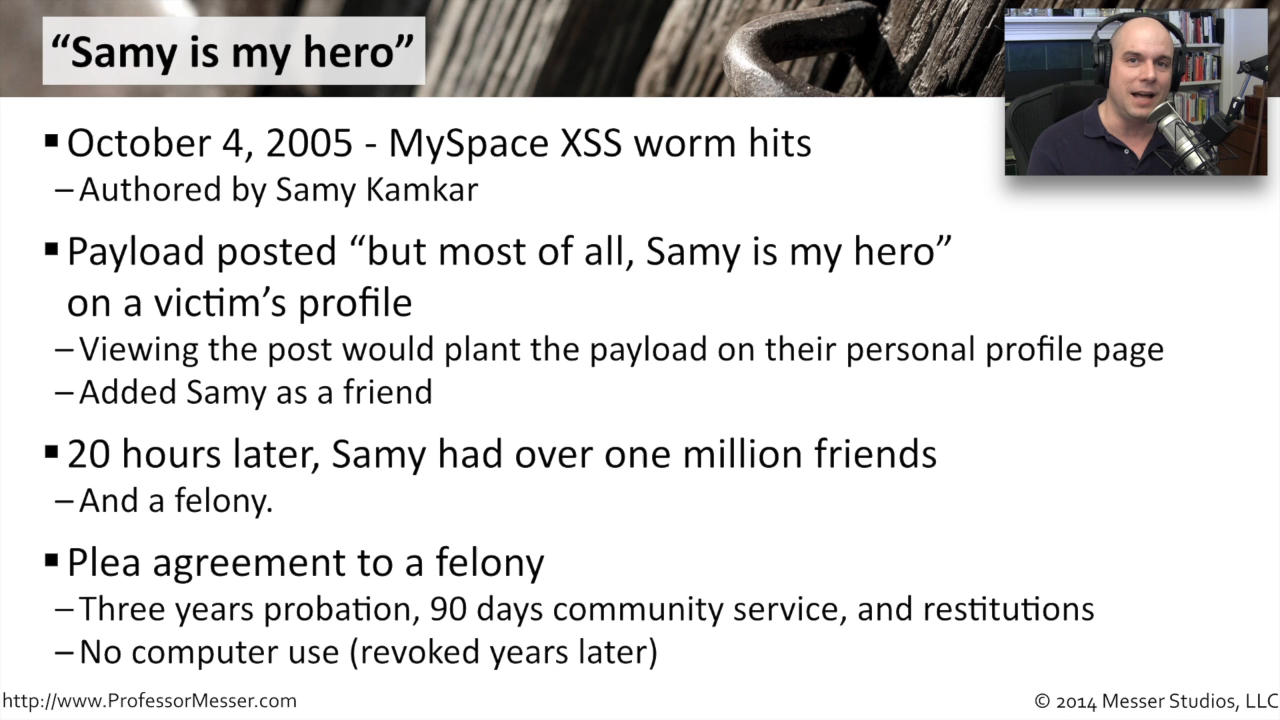 “Samy is my hero”
▪ October 4, 2005 - MySpace XSS worm hits
– Authored by Samy Kamkar
▪ Payload posted “but most of all, Samy is my hero”
on a victim’s profile
– Viewing the post would plant the payload on their personal profile page
– Added Samy as a friend
▪ 20 hours later, Samy had over one million friends
– And a felony.
▪ Plea agreement to a felony
– Three years probation, 90 days community service, and restitutions
– No computer use (revoked years later)
http://www.ProfessorMesser.com
© 2014 Messer Studios, LLC